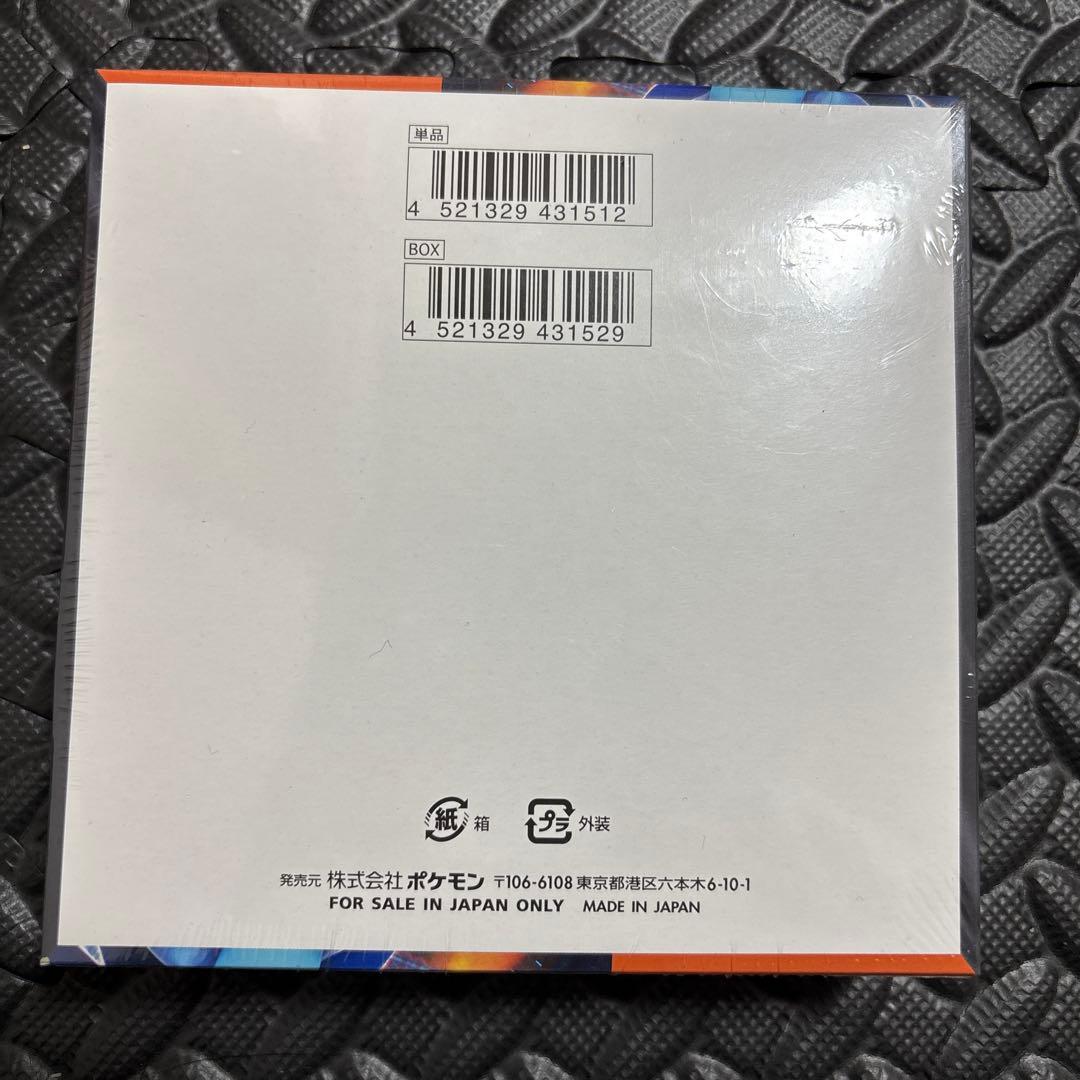 単品
4 521329 431512
BOX
4 521329 431529
紙 箱 プラ 外装
発売元 株式会社ポケモン 〒106-6108 東京都港区六本木6-10-1
FOR SALE IN JAPAN ONLY MADE IN JAPAN